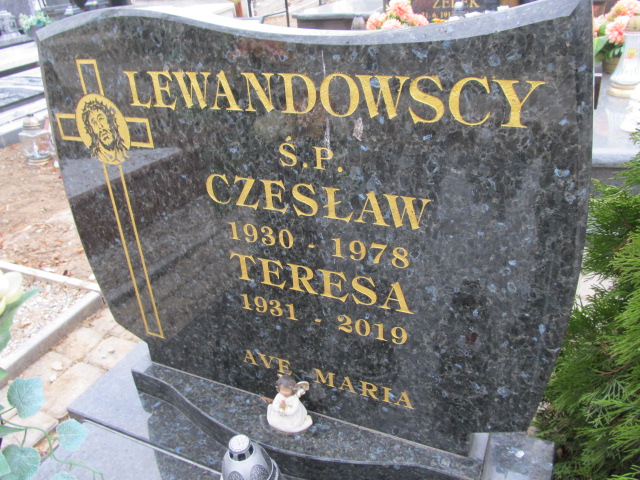 LEWANDOWSCY
Ś.P.
CZESŁAW
1930 - 1978
TERESA
1931 - 2019
AVE MARIA